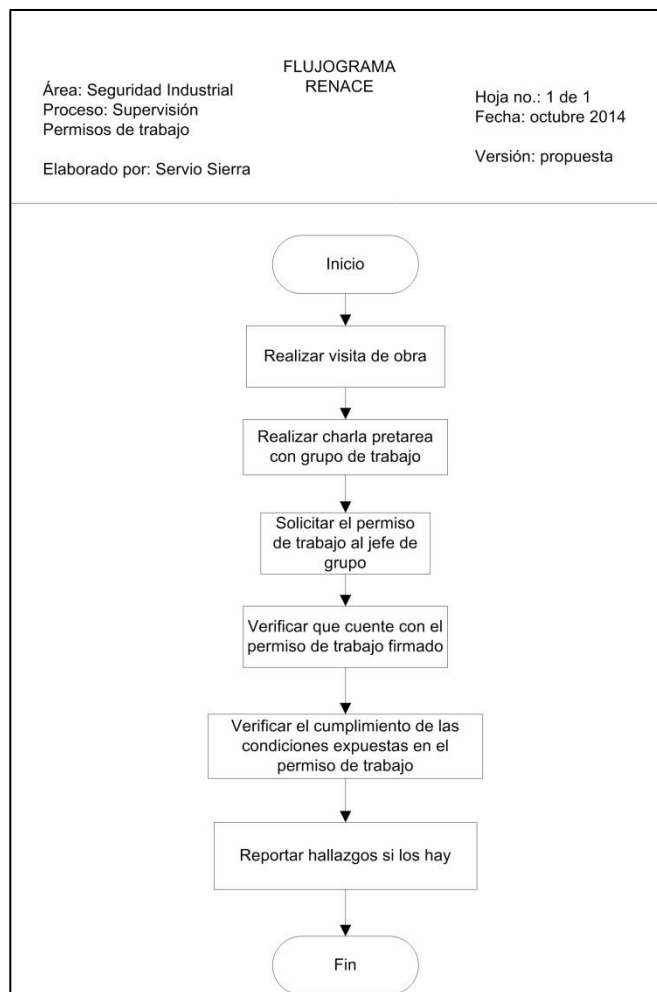 FLUJOGRAMA
RENACE
Área: Seguridad Industrial
Proceso: Supervisión
Permisos de trabajo
Elaborado por: Servio Sierra
Hoja no.: 1 de 1
Fecha: octubre 2014
Versión: propuesta
Inicio
Realizar visita de obra
Realizar charla pretarea
con grupo de trabajo
Solicitar el permiso
de trabajo al jefe de
grupo
Verificar que cuente con el
permiso de trabajo firmado
Verificar el cumplimiento de las
condiciones expuestas en el
permiso de trabajo
Reportar hallazgos si los hay
Fin